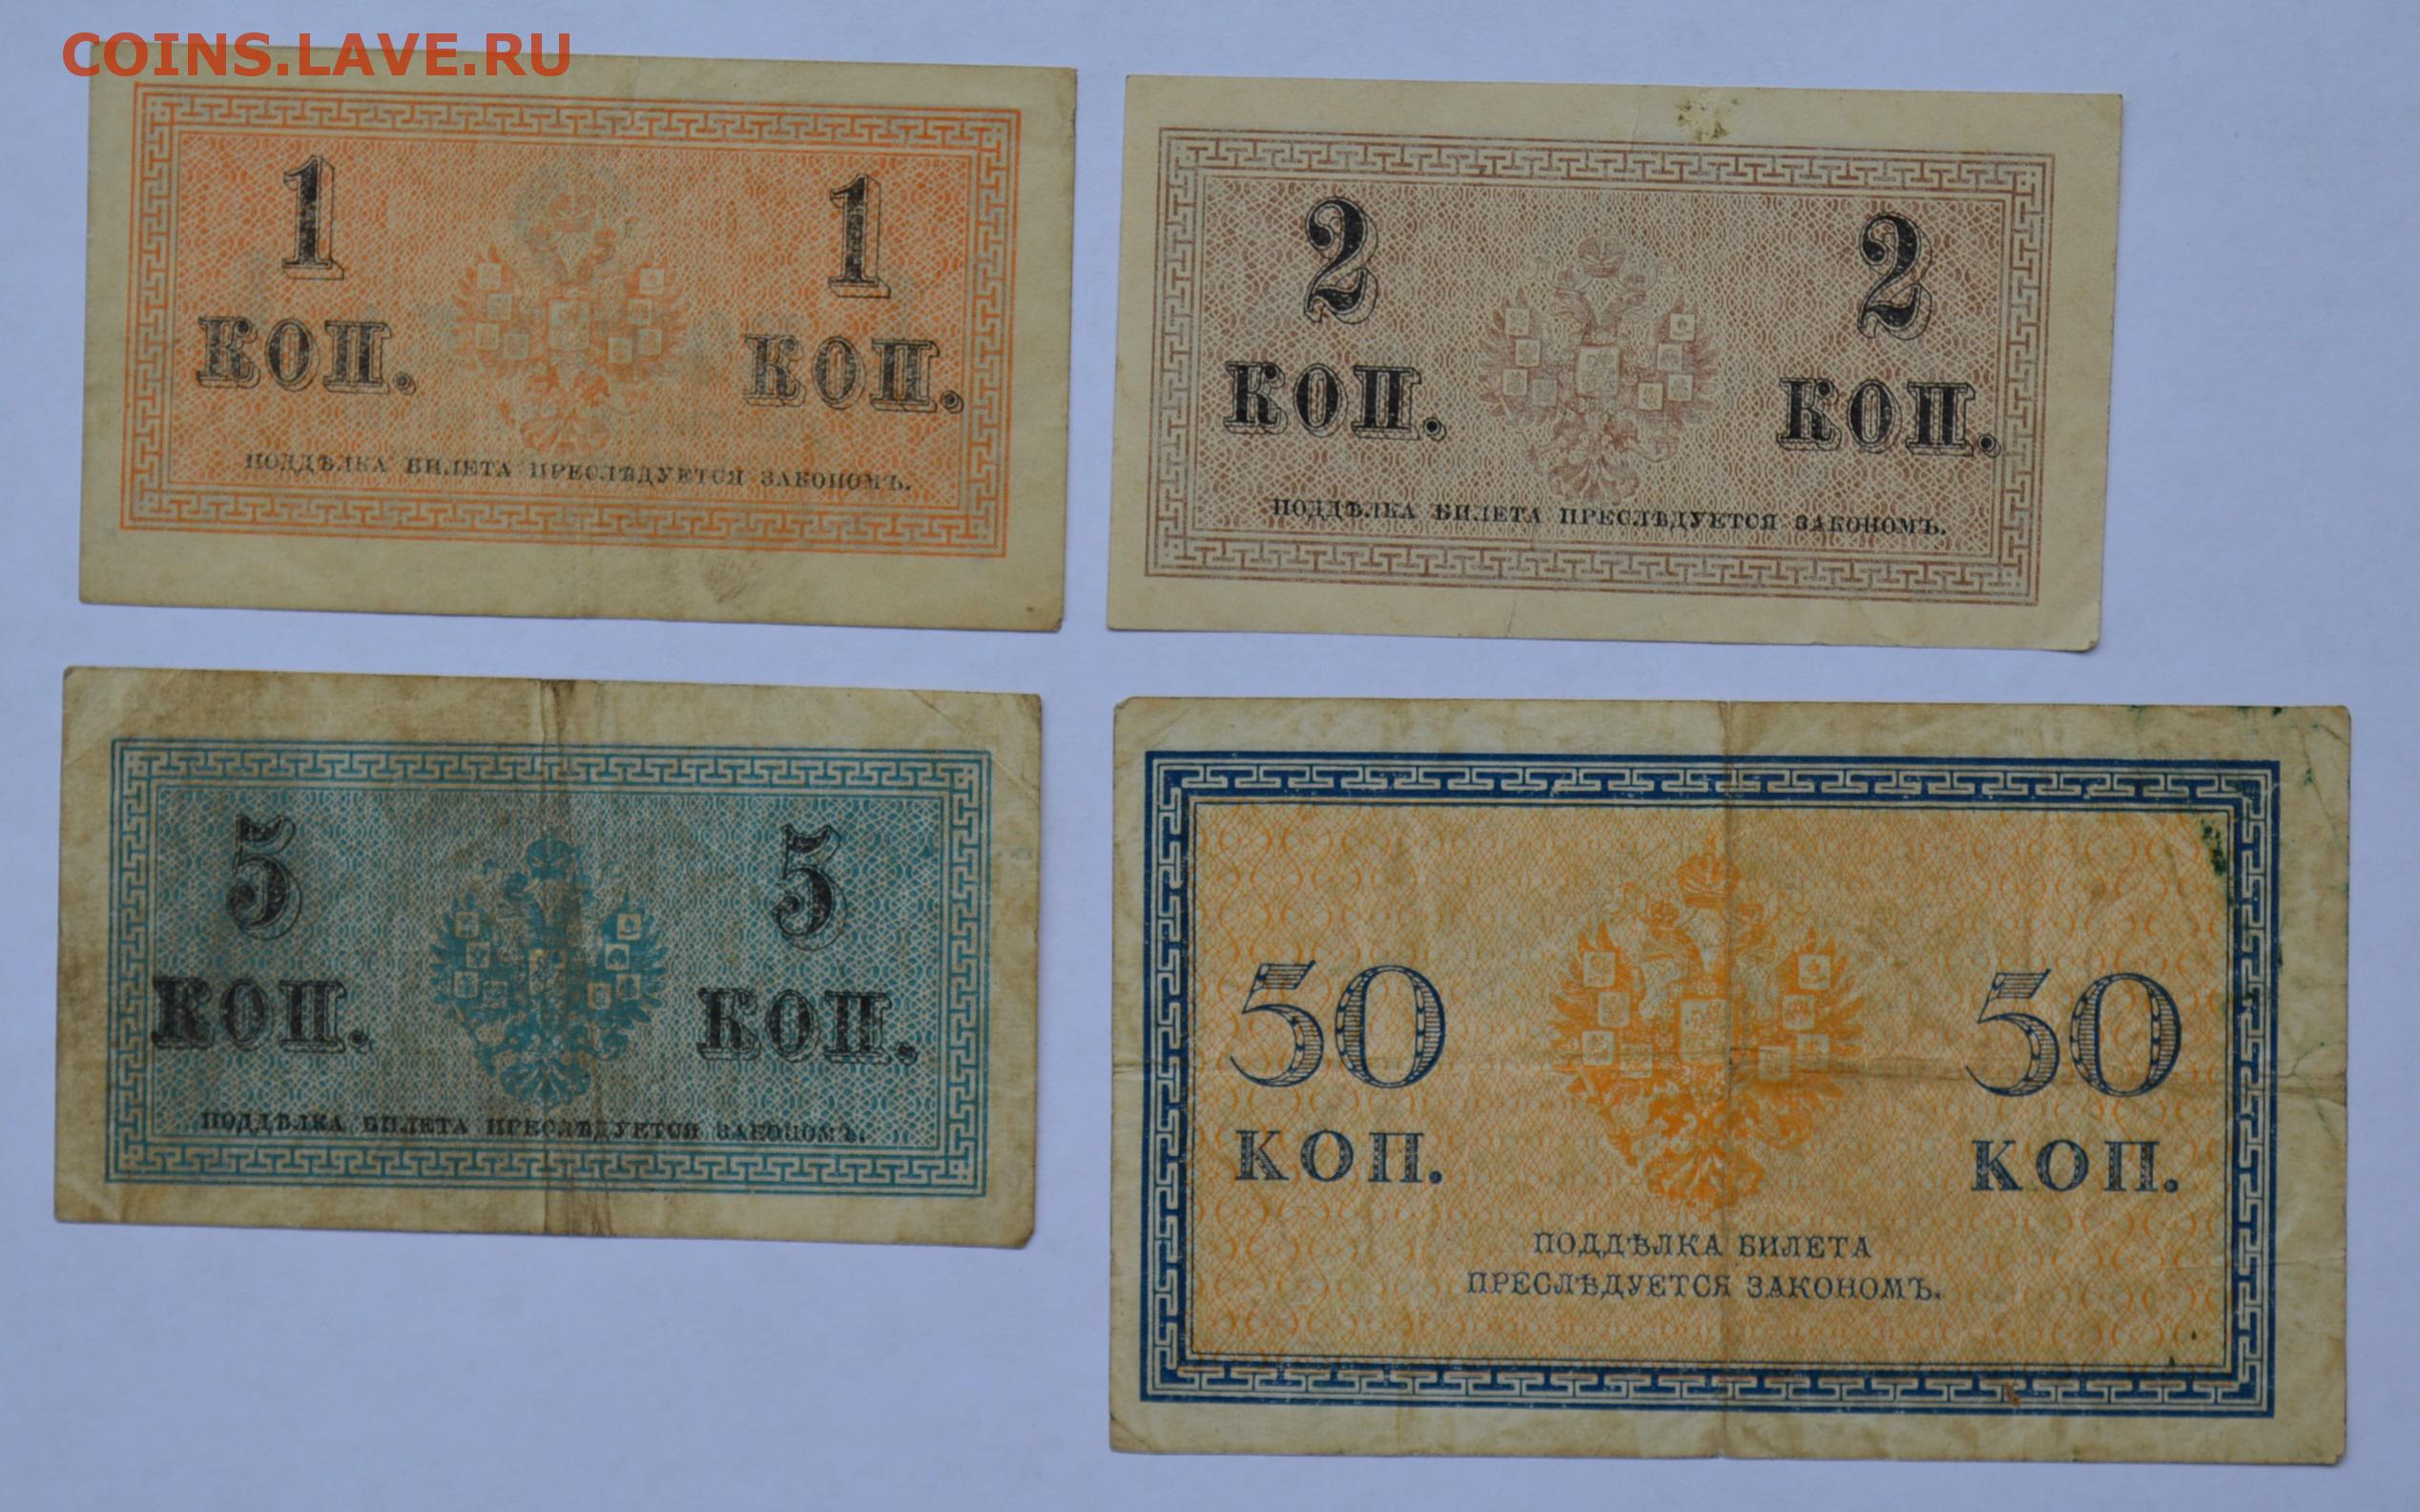 COINS.LAVE.RU
1 1
КОП. КОП.
ПОДДѢЛКА БИЛЕТА ПРЕСЛѢДУЕТСЯ ЗАКОНОМЪ.
2 2
КОП. КОП.
ПОДДѢЛКА БИЛЕТА ПРЕСЛѢДУЕТСЯ ЗАКОНОМЪ.
5 5
КОП. КОП.
ПОДДѢЛКА БИЛЕТА ПРЕСЛѢДУЕТСЯ ЗАКОНОМЪ.
50 50
КОП. КОП.
ПОДДѢЛКА БИЛЕТА
ПРЕСЛѢДУЕТСЯ ЗАКОНОМЪ.